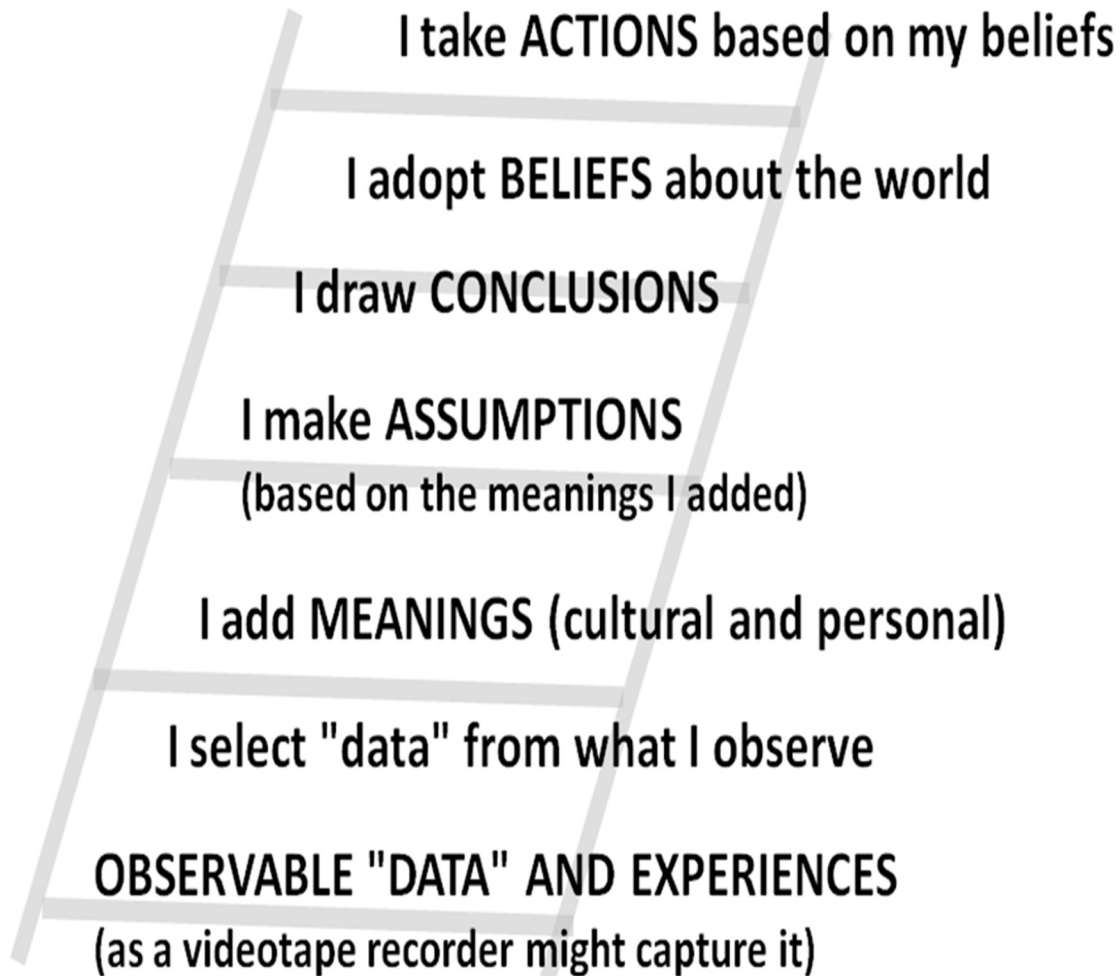 I take ACTIONS based on my beliefs
I adopt BELIEFS about the world
I draw CONCLUSIONS
I make ASSUMPTIONS
(based on the meanings I added)
I add MEANINGS (cultural and personal)
I select "data" from what I observe
OBSERVABLE "DATA" AND EXPERIENCES
(as a videotape recorder might capture it)